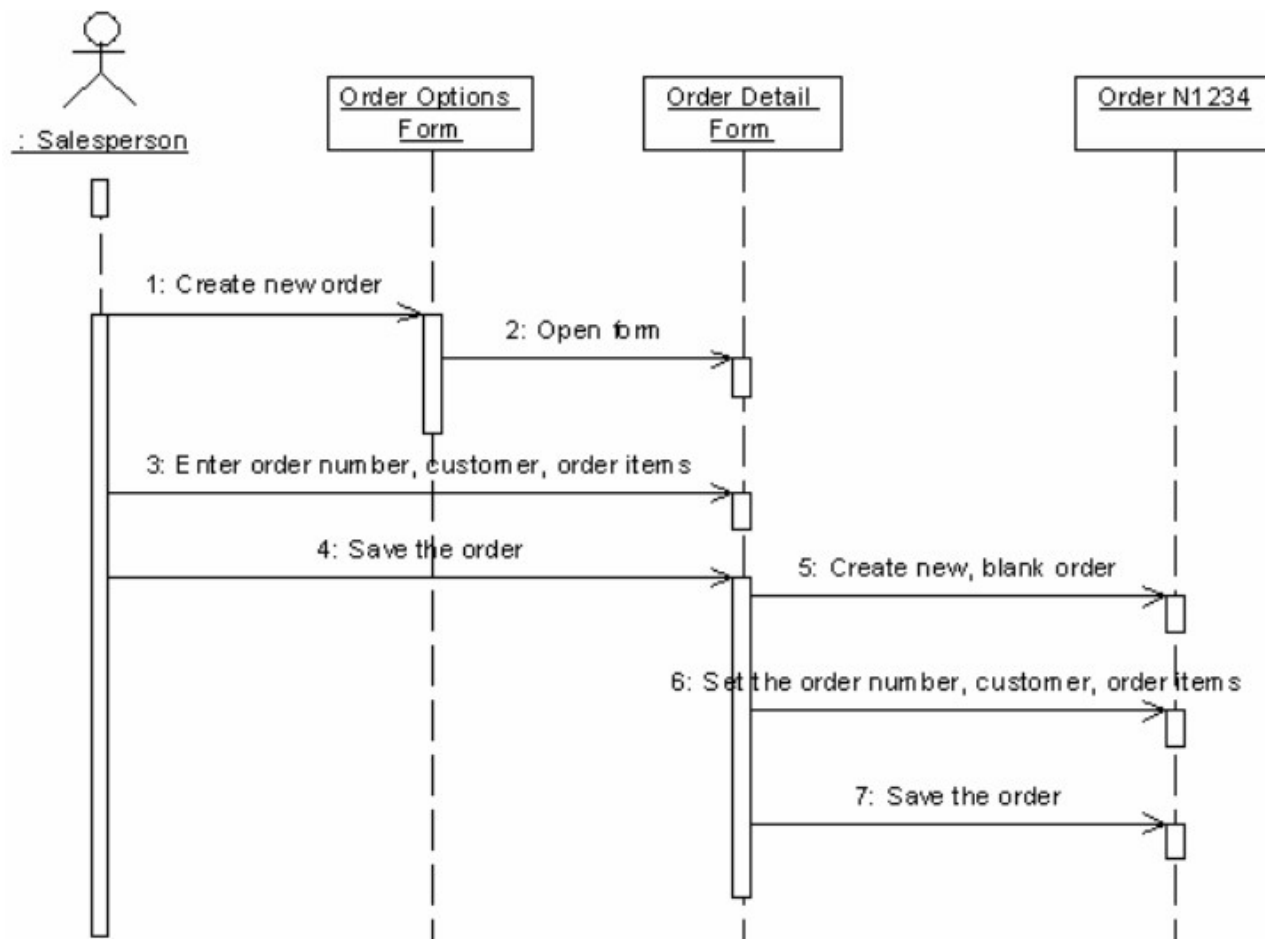 Order Options
Form
Order Detail
Form
Order N1234
: Salesperson
1: Create new order
2: Open form
3: Enter order number, customer, order items
4: Save the order
5: Create new, blank order
6: Set the order number, customer, order items
7: Save the order